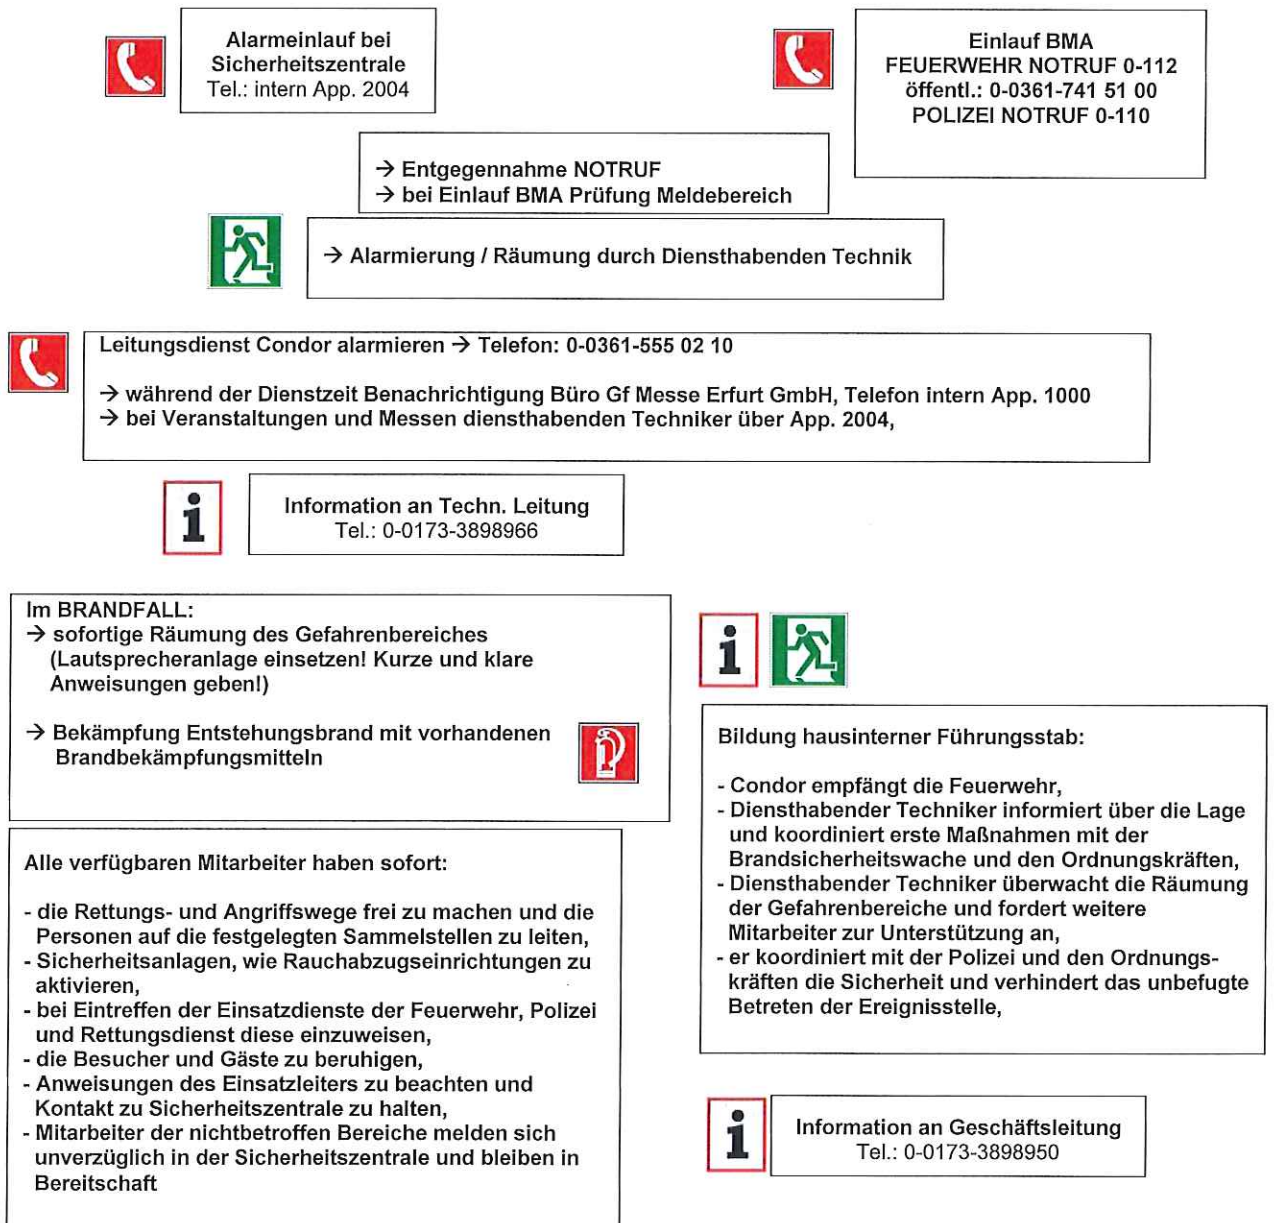 Alarmeinlauf bei
Sicherheitszentrale
Tel.: intern App. 2004
Einlauf BMA
FEUERWEHR NOTRUF 0-112
öffentl.: 0-0361-741 51 00
POLIZEI NOTRUF 0-110
→ Entgegennahme NOTRUF
→ bei Einlauf BMA Prüfung Meldebereich
→ Alarmierung / Räumung durch Diensthabenden Technik
Leitungsdienst Condor alarmieren → Telefon: 0-0361-555 02 10
→ während der Dienstzeit Benachrichtigung Büro Gf Messe Erfurt GmbH, Telefon intern App. 1000
→ bei Veranstaltungen und Messen diensthabenden Techniker über App. 2004,
i
Information an Techn. Leitung
Tel.: 0-0173-3898966
Im BRANDFALL:
→ sofortige Räumung des Gefahrenbereiches
(Lautsprecheranlage einsetzen! Kurze und klare
Anweisungen geben!)
→ Bekämpfung Entstehungsbrand mit vorhandenen
Brandbekämpfungsmitteln
Alle verfügbaren Mitarbeiter haben sofort:
- die Rettungs- und Angriffswege frei zu machen und die
Personen auf die festgelegten Sammelstellen zu leiten,
- Sicherheitsanlagen, wie Rauchabzugseinrichtungen zu
aktivieren,
- bei Eintreffen der Einsatzdienste der Feuerwehr, Polizei
und Rettungsdienst diese einzuweisen,
- die Besucher und Gäste zu beruhigen,
- Anweisungen des Einsatzleiters zu beachten und
Kontakt zu Sicherheitszentrale zu halten,
- Mitarbeiter der nichtbetroffen Bereiche melden sich
unverzüglich in der Sicherheitszentrale und bleiben in
Bereitschaft
i
Bildung hausinterner Führungsstab:
- Condor empfängt die Feuerwehr,
- Diensthabender Techniker informiert über die Lage
und koordiniert erste Maßnahmen mit der
Brandsicherheitswache und den Ordnungskräften,
- Diensthabender Techniker überwacht die Räumung
der Gefahrenbereiche und fordert weitere
Mitarbeiter zur Unterstützung an,
- er koordiniert mit der Polizei und den Ordnungs-
kräften die Sicherheit und verhindert das unbefugte
Betreten der Ereignisstelle,
i
Information an Geschäftsleitung
Tel.: 0-0173-3898950